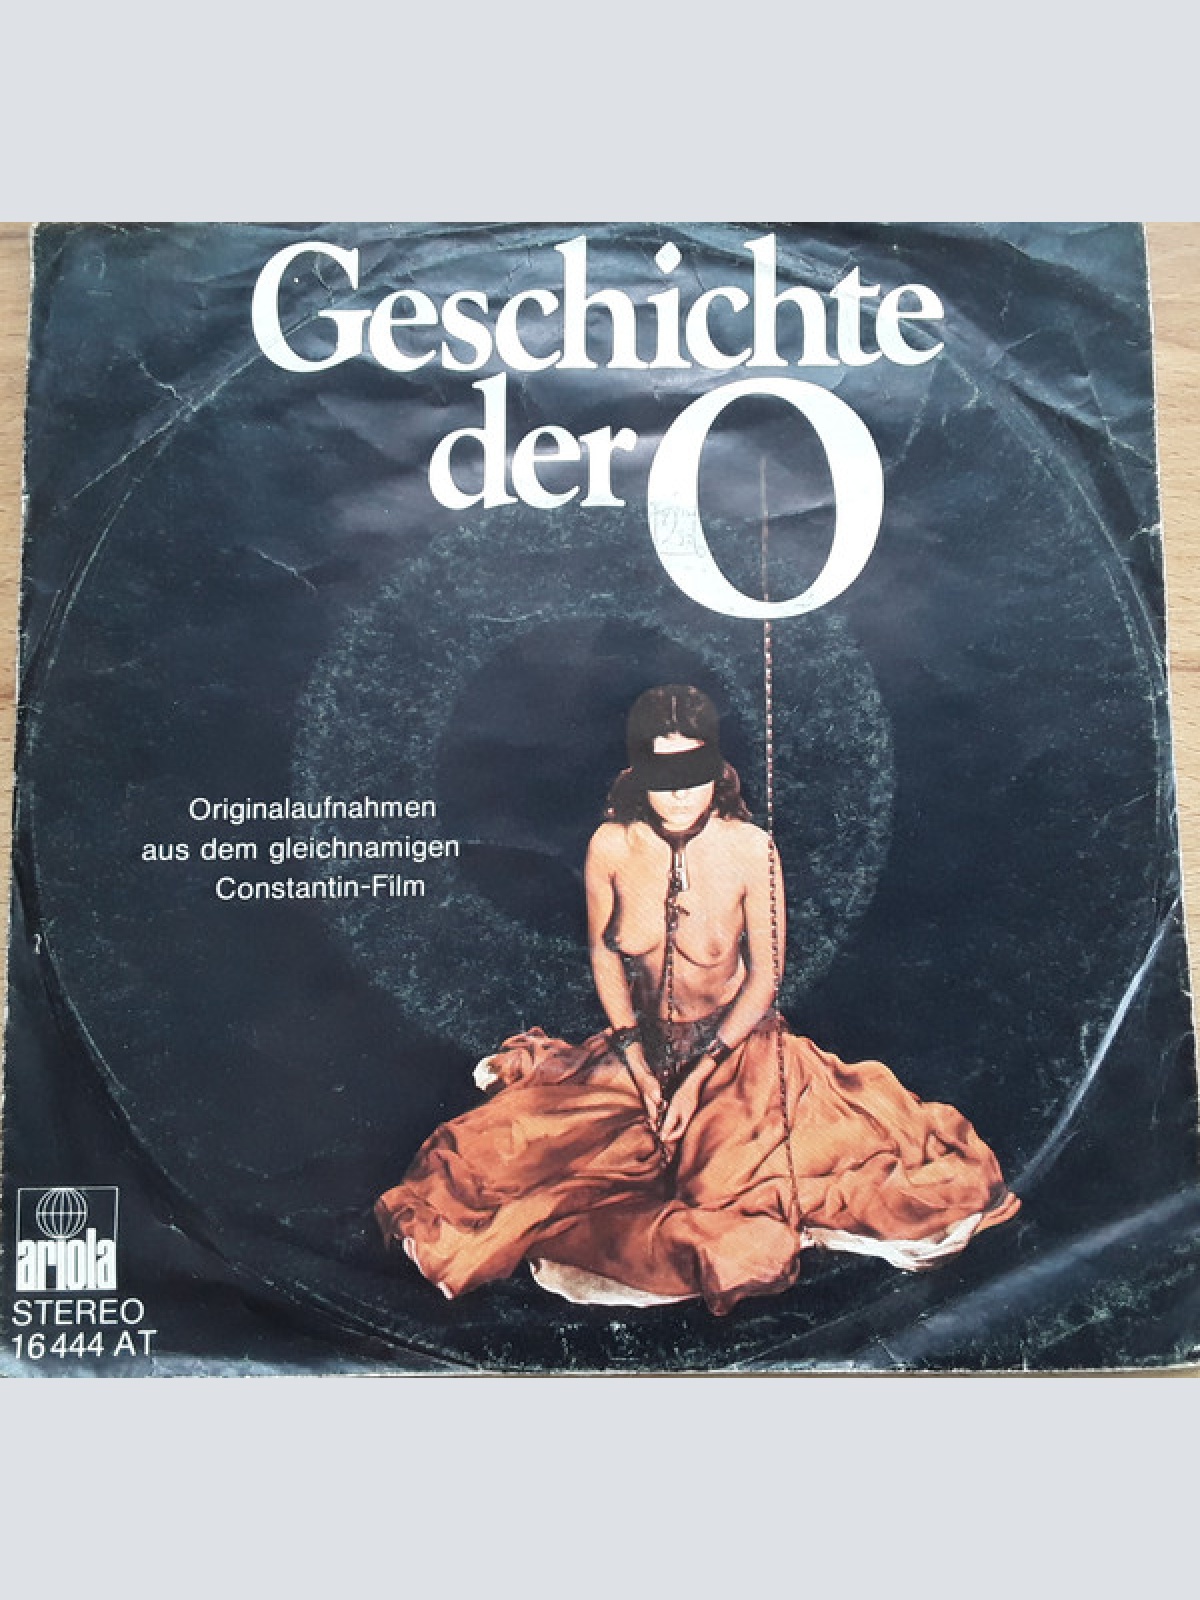 Geschichte
der O
Originalaufnahmen
aus dem gleichnamigen
Constantin-Film
ariola
STEREO
16 444 AT